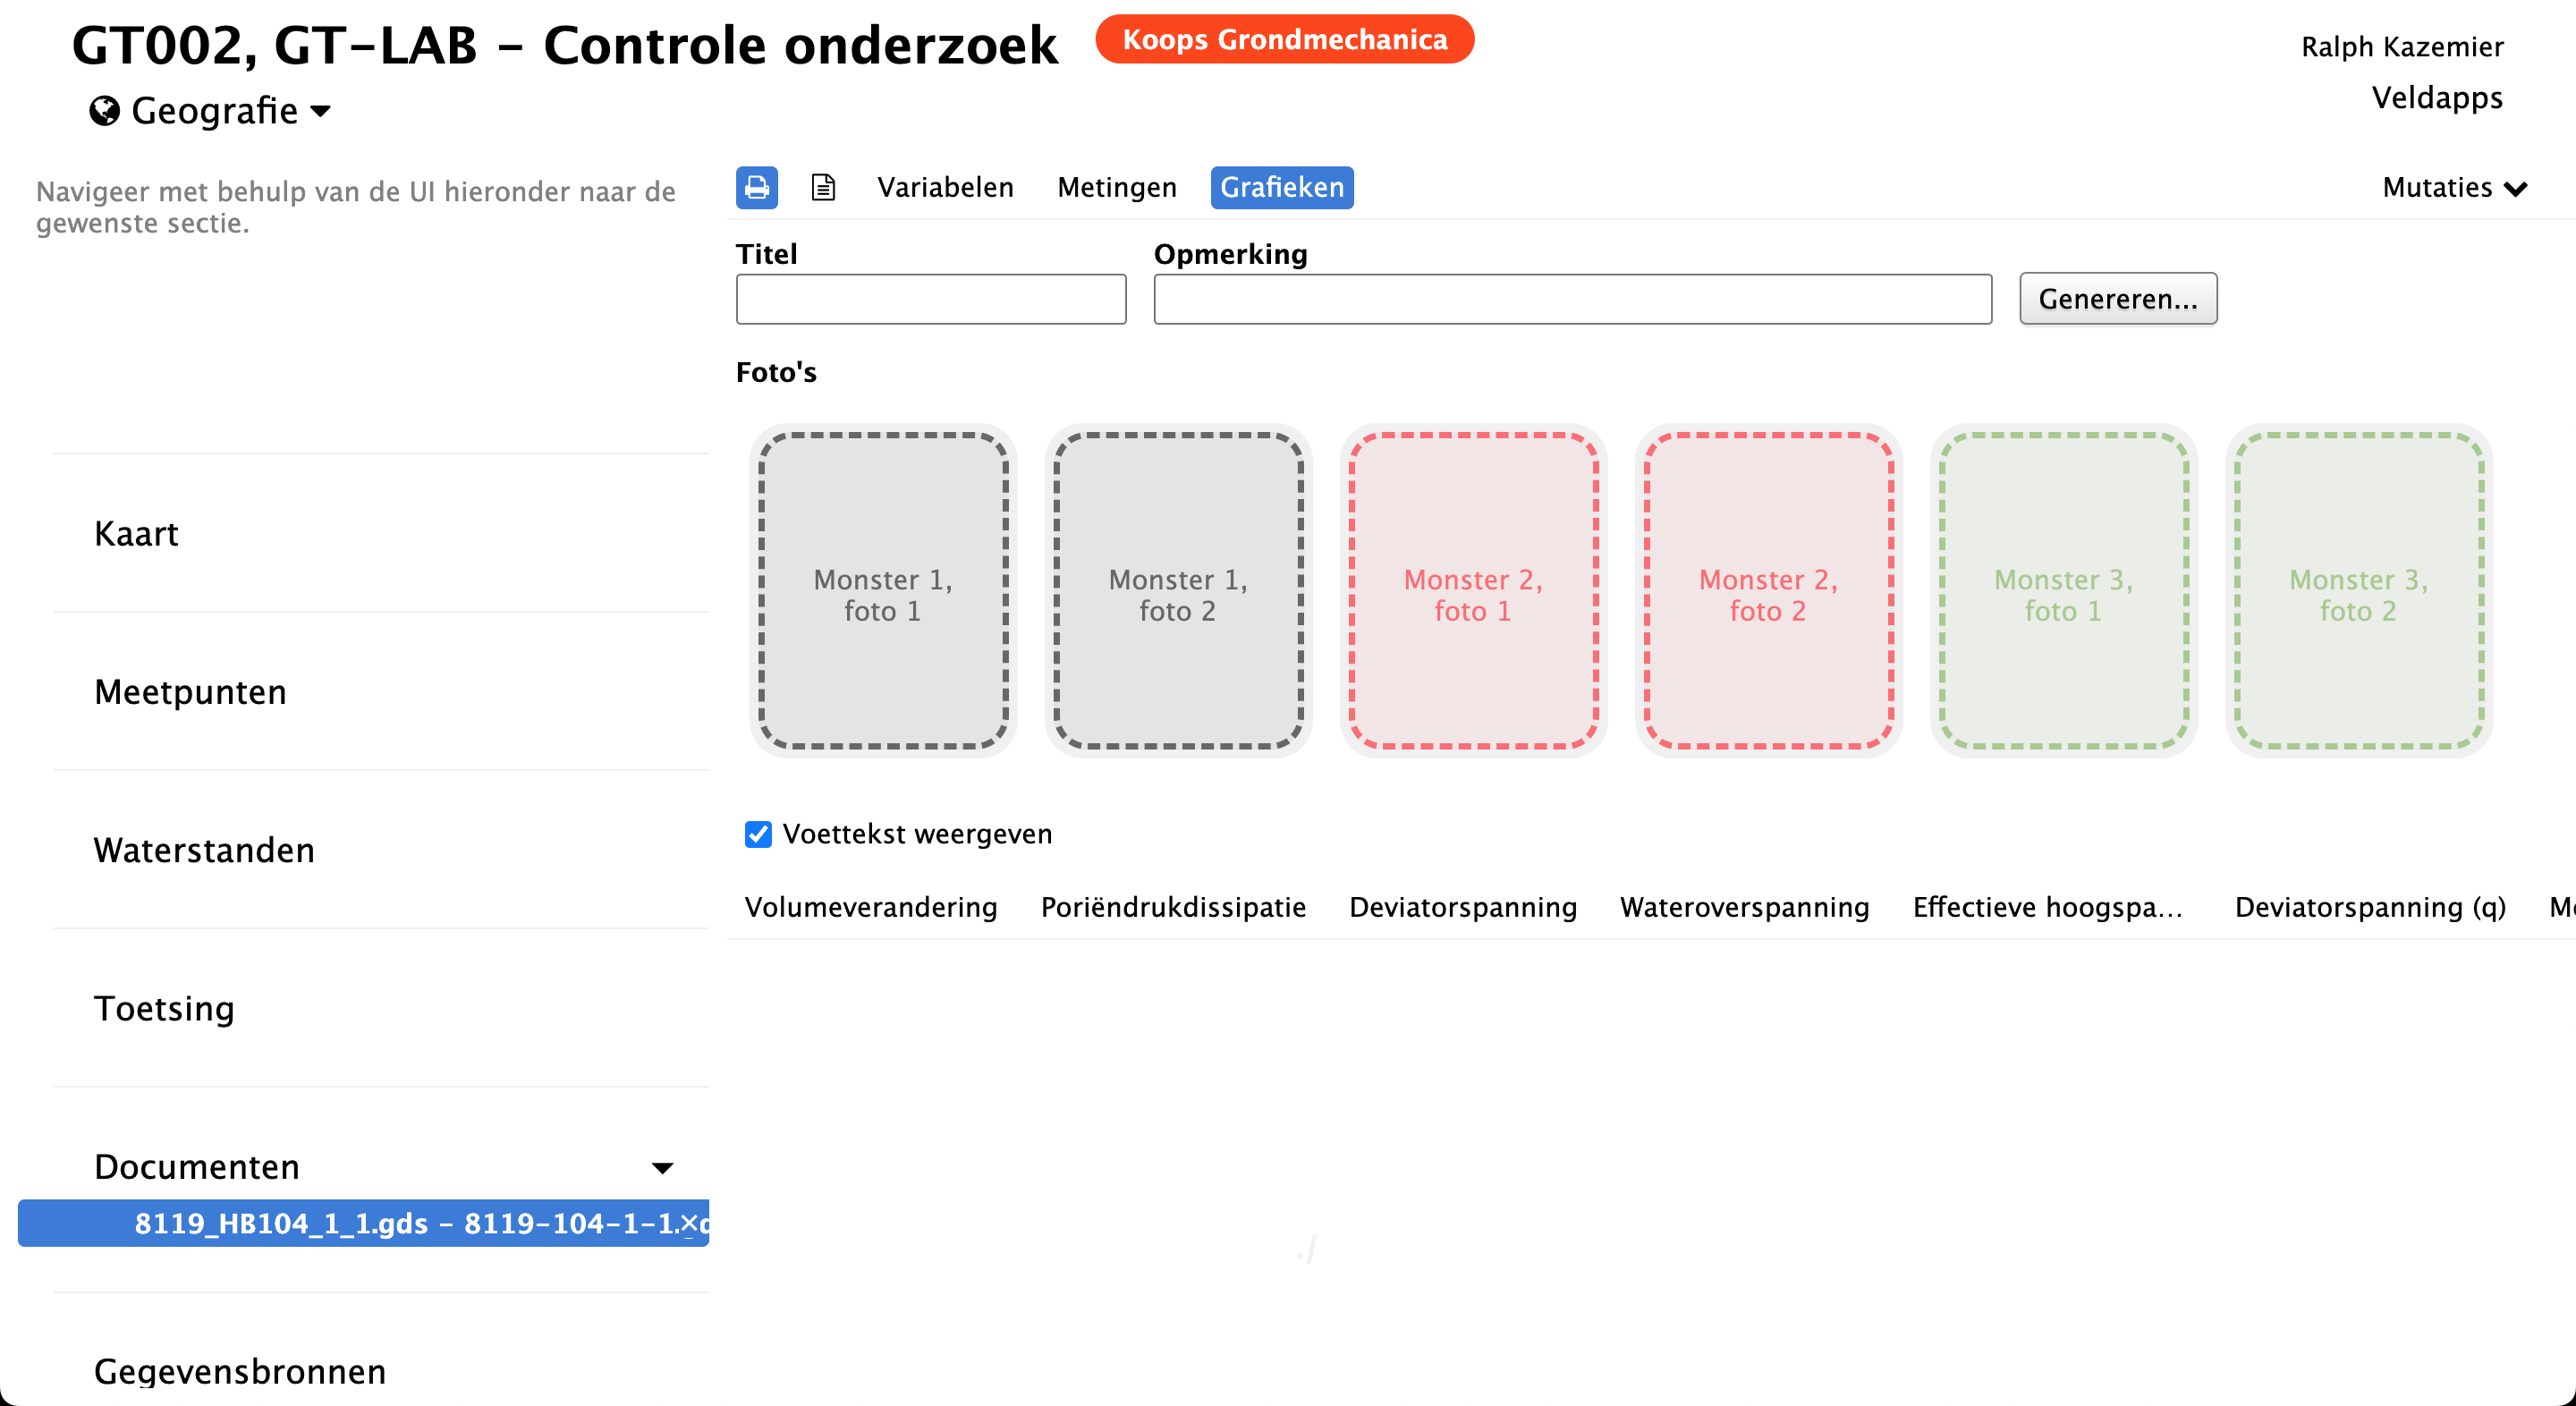 GT002, GT-LAB - Controle onderzoek
Koops Grondmechanica
Ralph Kazemier
Veldapps
Geografie
Navigeer met behulp van de UI hieronder naar de
gewenste sectie.
Variabelen
Metingen
Grafieken
Mutaties
Titel
Opmerking
Genereren...
Foto's
Monster 1,
foto 1
Monster 1,
foto 2
Monster 2,
foto 1
Monster 2,
foto 2
Monster 3,
foto 1
Monster 3,
foto 2
Voettekst weergeven
Volumeverandering
Poriëndrukdissipatie
Deviatorspanning
Wateroverspanning
Effectieve hoogspa...
Deviatorspanning (q)
Kaart
Meetpunten
Waterstanden
Toetsing
Documenten
8119_HB104_1_1.gds - 8119-104-1-1.
./
Gegevensbronnen